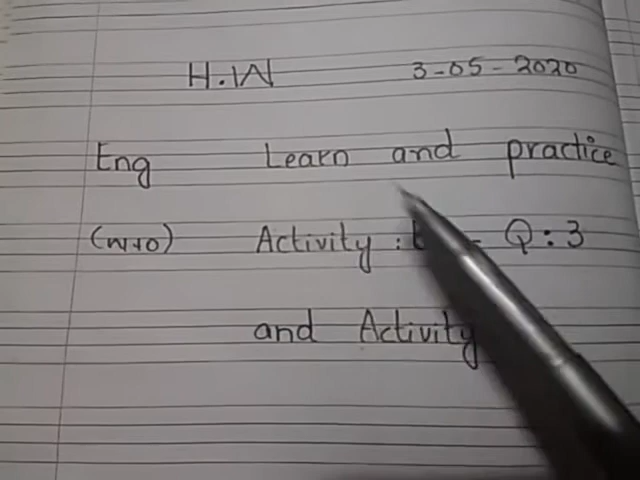 H.W 3-05-2020
Eng Learn and practice
(W+O) Activity : Q:3
and Activity